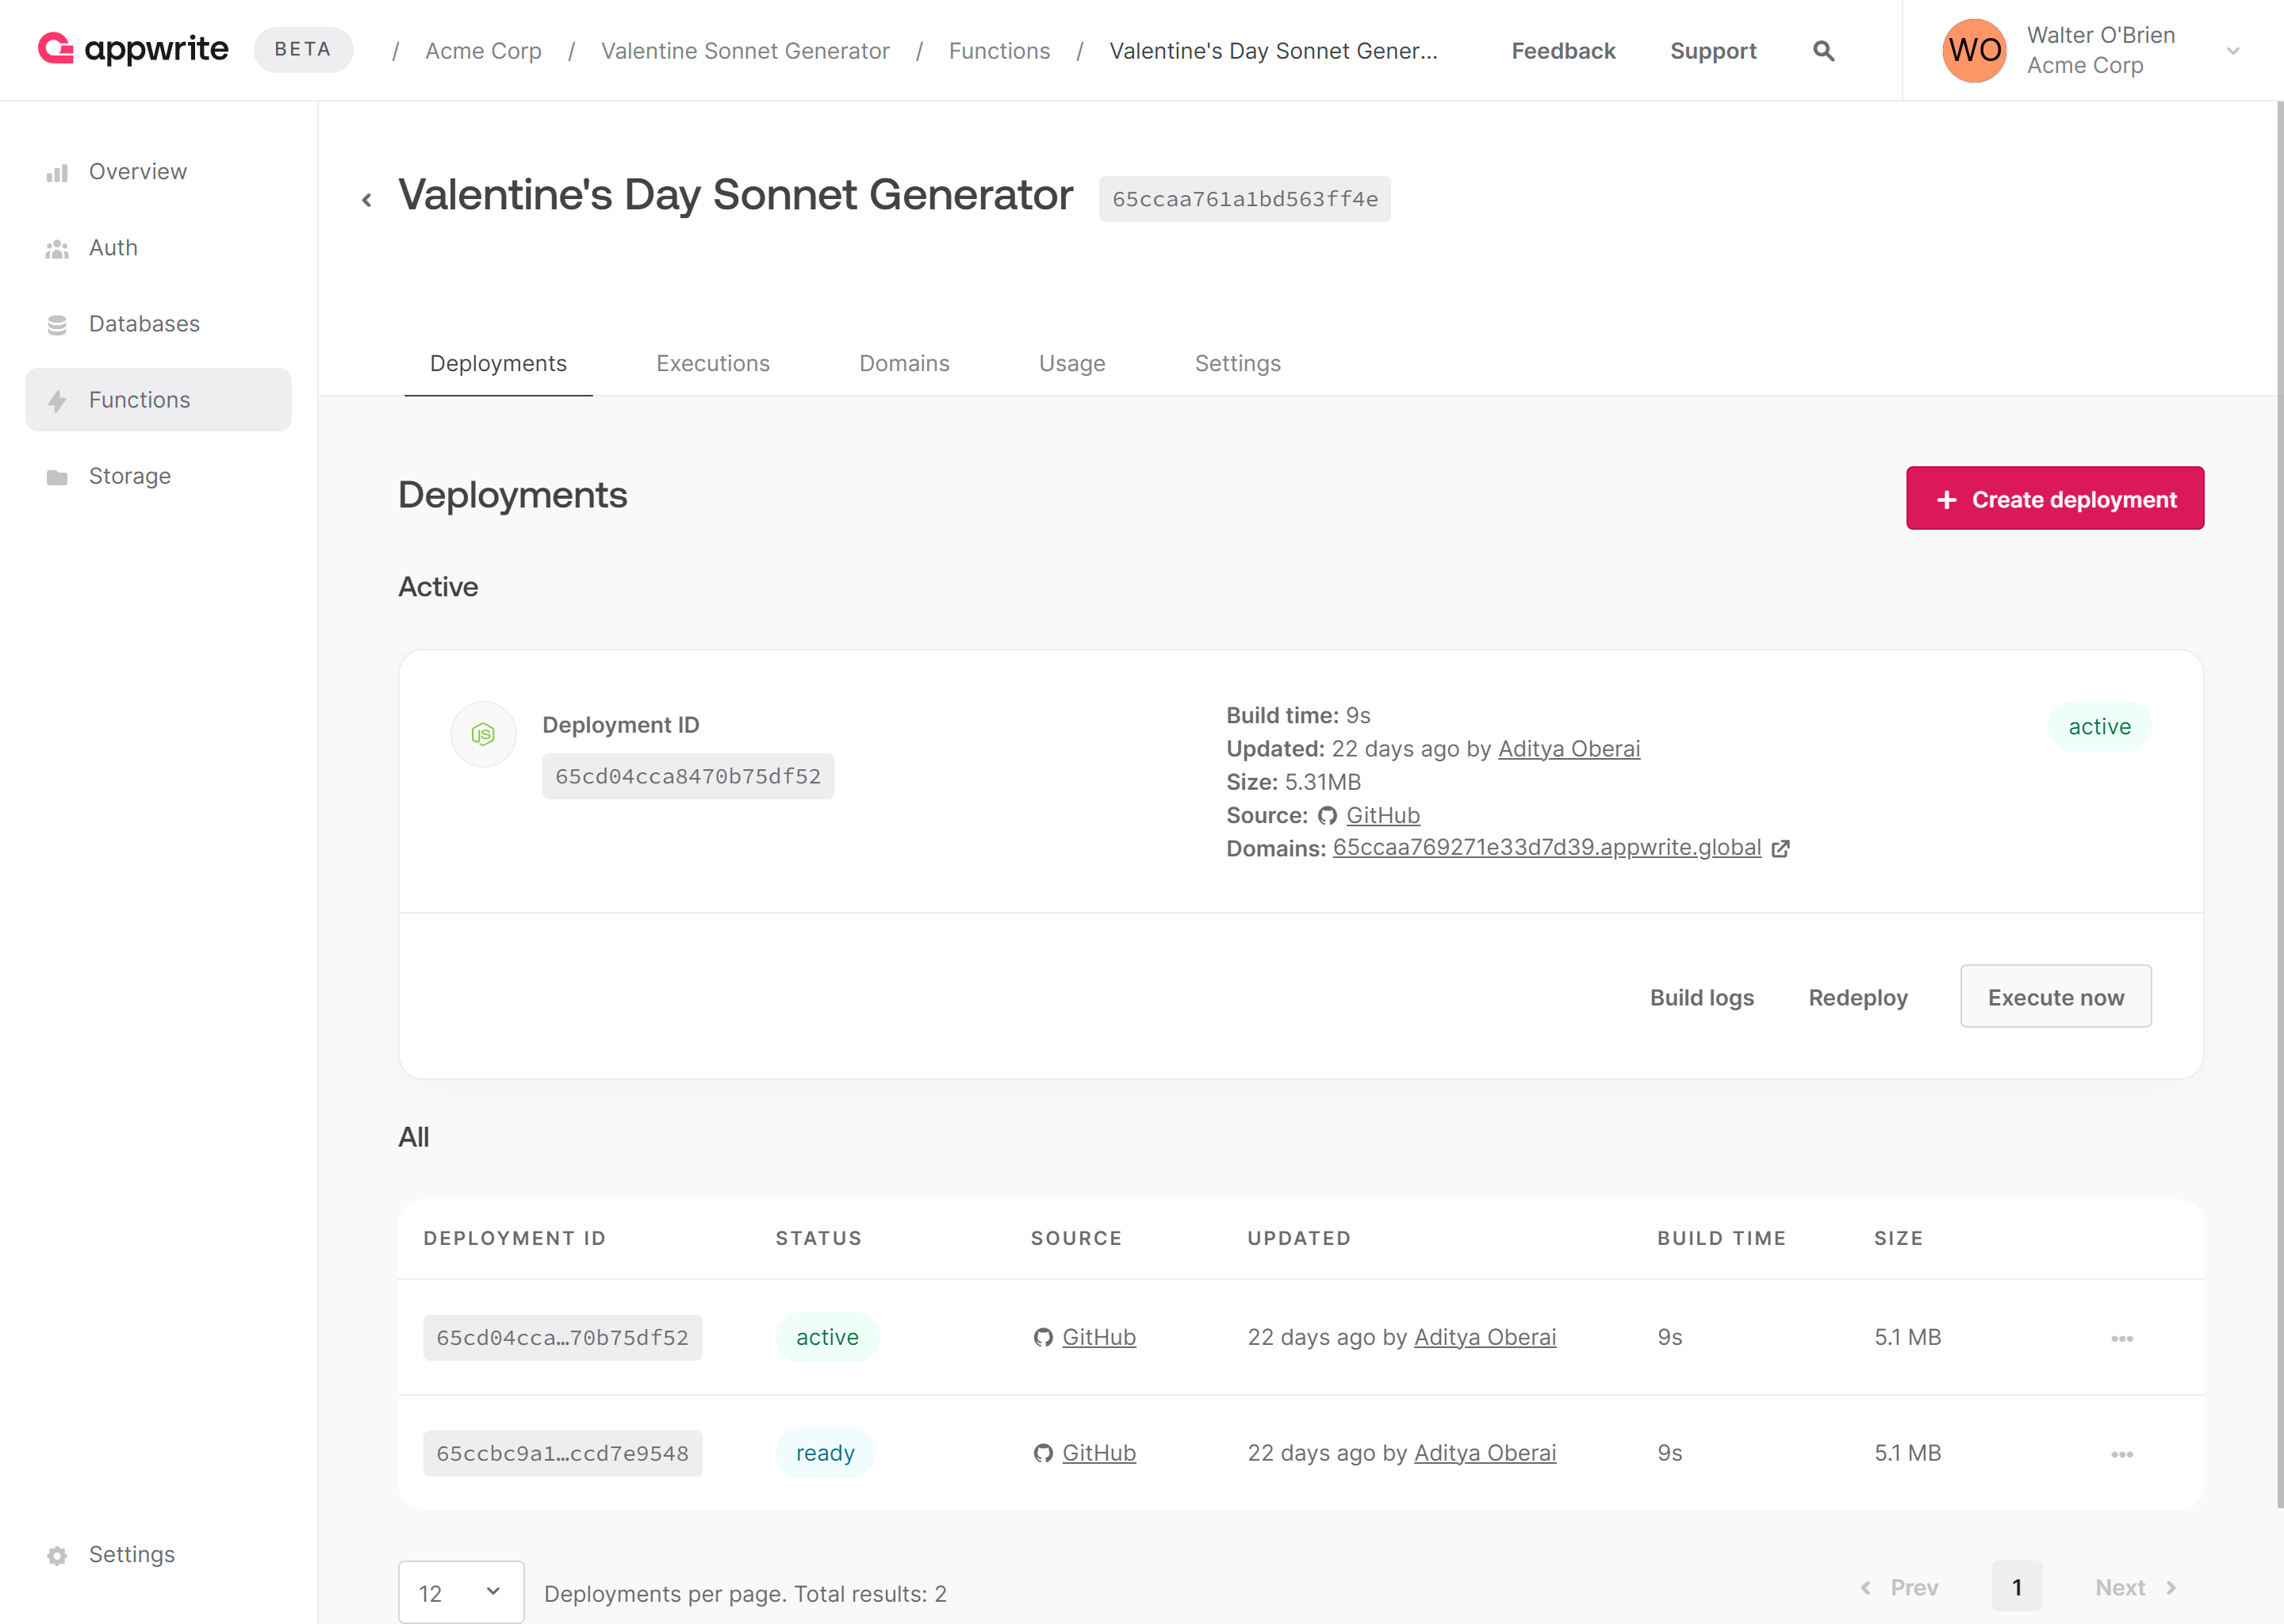 appwrite BETA / Acme Corp / Valentine Sonnet Generator / Functions / Valentine's Day Sonnet Gener... Feedback Support WO Walter O'Brien
Acme Corp
Overview
Auth
Databases
Functions
Storage
Settings
Valentine's Day Sonnet Generator 65ccaa761a1bd563ff4e
Deployments Executions Domains Usage Settings
Deployments
+ Create deployment
Active
JS
Deployment ID
65cd04cca8470b75df52
Build time: 9s
Updated: 22 days ago by Aditya Oberai
Size: 5.31MB
Source: GitHub
Domains: 65ccaa769271e33d7d39.appwrite.global
active
Build logs Redeploy Execute now
All
DEPLOYMENT ID STATUS SOURCE UPDATED BUILD TIME SIZE
65cd04cca…70b75df52 active GitHub 22 days ago by Aditya Oberai 9s 5.1 MB
65ccbc9a1…ccd7e9548 ready GitHub 22 days ago by Aditya Oberai 9s 5.1 MB
12 Deployments per page. Total results: 2 Prev 1 Next